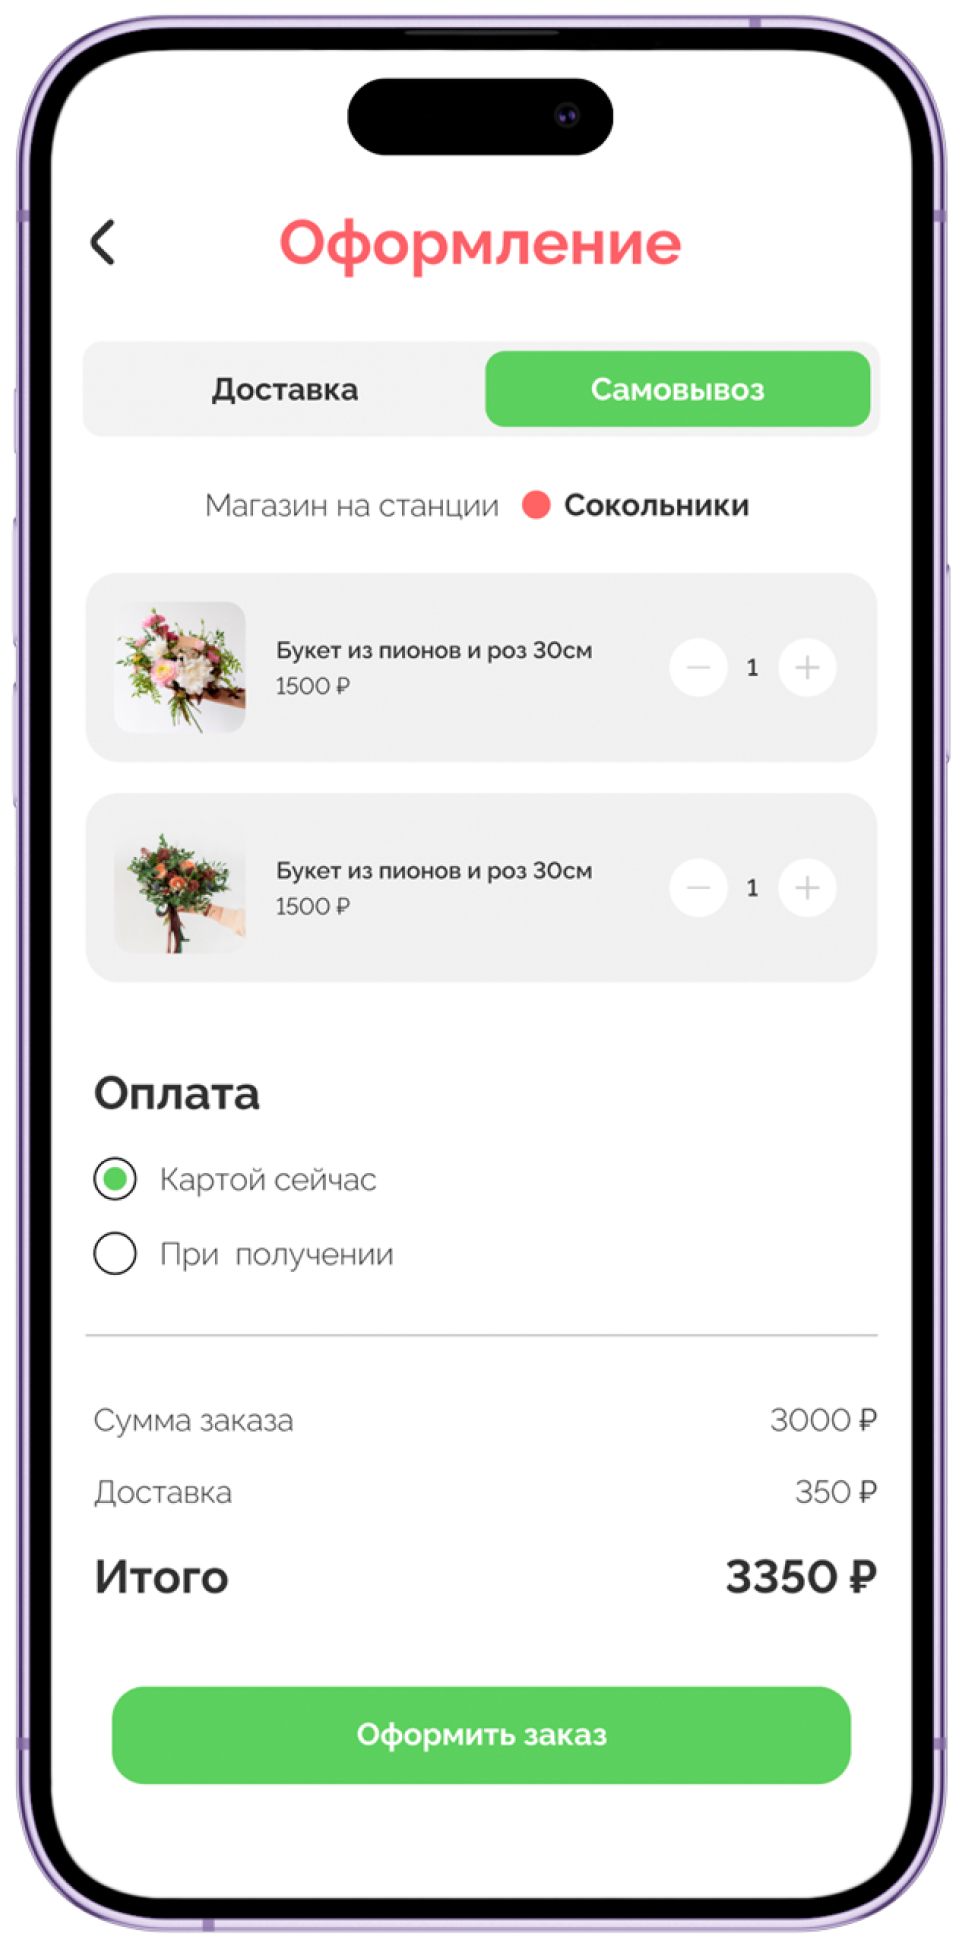 Оформление
Доставка
Самовывоз
Магазин на станции Сокольники
Букет из пионов и роз 30см
1500 ₽
1
Букет из пионов и роз 30см
1500 ₽
1
Оплата
Картой сейчас
При получении
Сумма заказа 3000 ₽
Доставка 350 ₽
Итого 3350 ₽
Оформить заказ